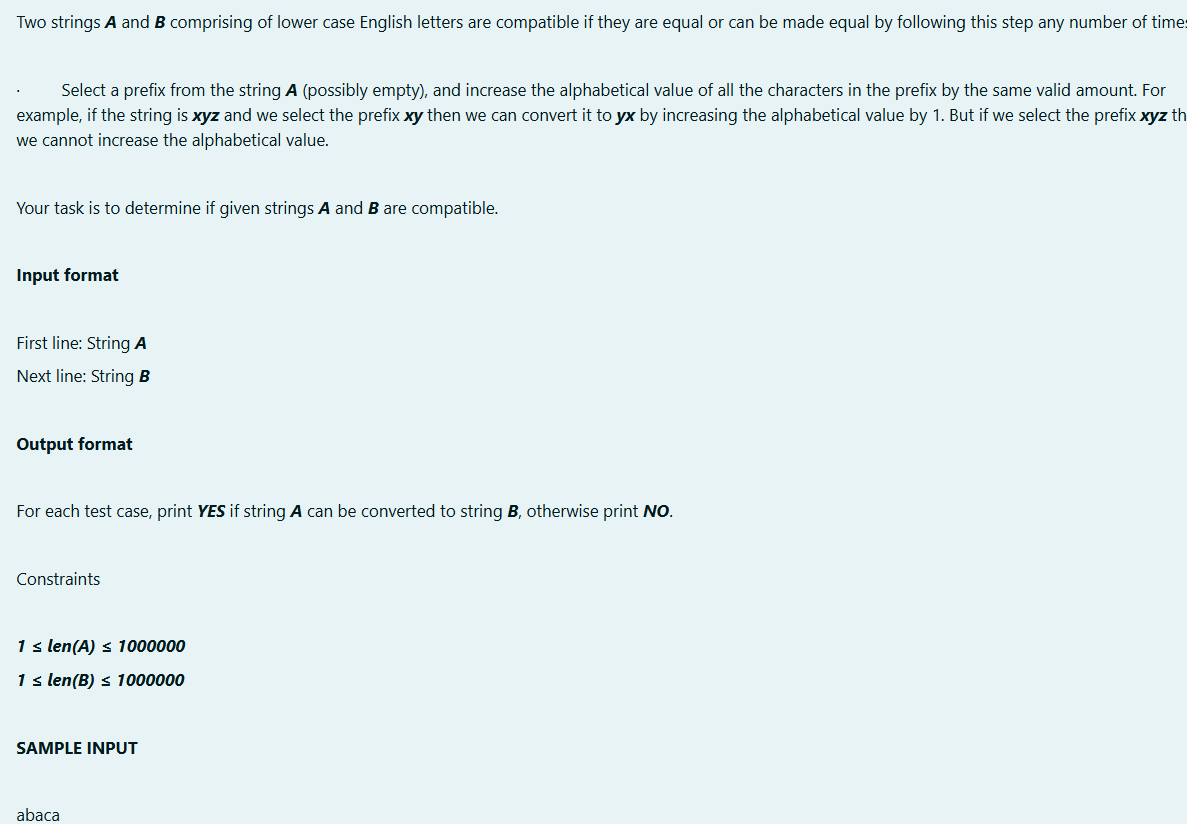 Two strings A and B comprising of lower case English letters are compatible if they are equal or can be made equal by following this step any number of times
· Select a prefix from the string A (possibly empty), and increase the alphabetical value of all the characters in the prefix by the same valid amount. For
example, if the string is xyz and we select the prefix xy then we can convert it to yx by increasing the alphabetical value by 1. But if we select the prefix xyz th
we cannot increase the alphabetical value.
Your task is to determine if given strings A and B are compatible.
Input format
First line: String A
Next line: String B
Output format
For each test case, print YES if string A can be converted to string B, otherwise print NO.
Constraints
1 ≤ len(A) ≤ 1000000
1 ≤ len(B) ≤ 1000000
SAMPLE INPUT
abaca